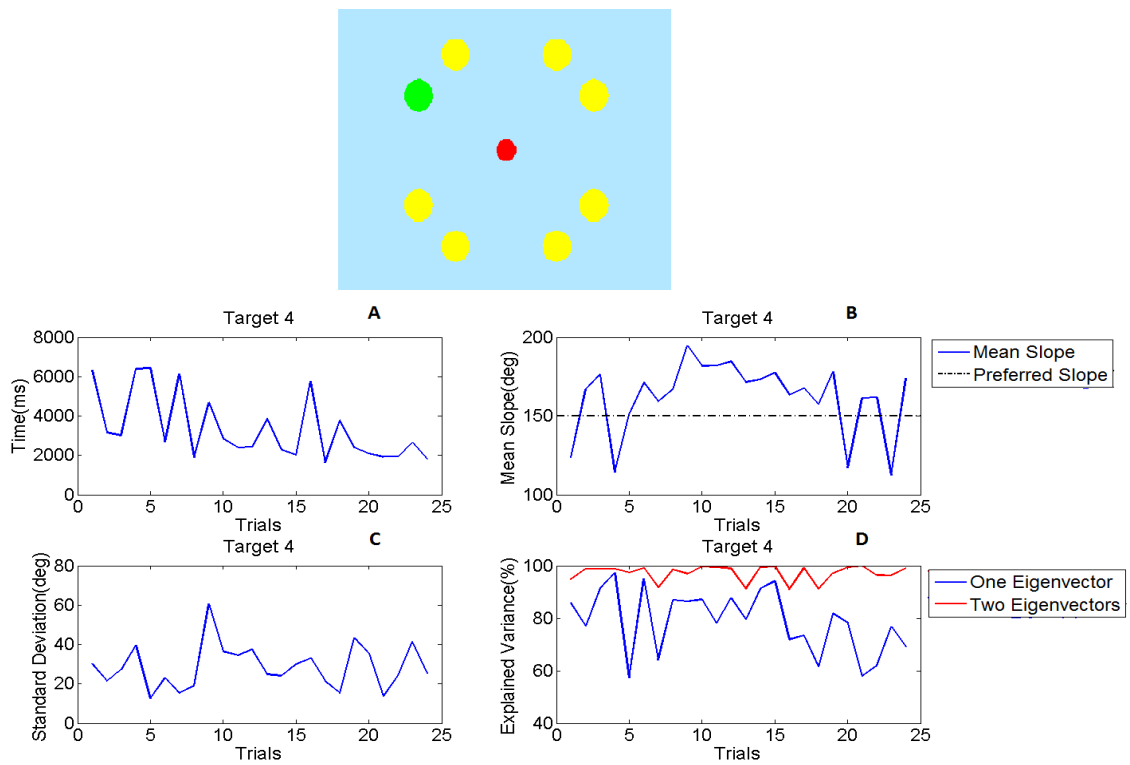 Target 4
A
8000
6000
4000
2000
0
Time(ms)
0 5 10 15 20 25
Trials
Target 4
B
200
150
100
Mean Slope(deg)
0 5 10 15 20 25
Trials
Mean Slope
Preferred Slope
Target 4
C
80
60
40
20
0
Standard Deviation(deg)
0 5 10 15 20 25
Trials
Target 4
D
100
80
60
40
Explained Variance(%)
0 5 10 15 20 25
Trials
One Eigenvector
Two Eigenvectors